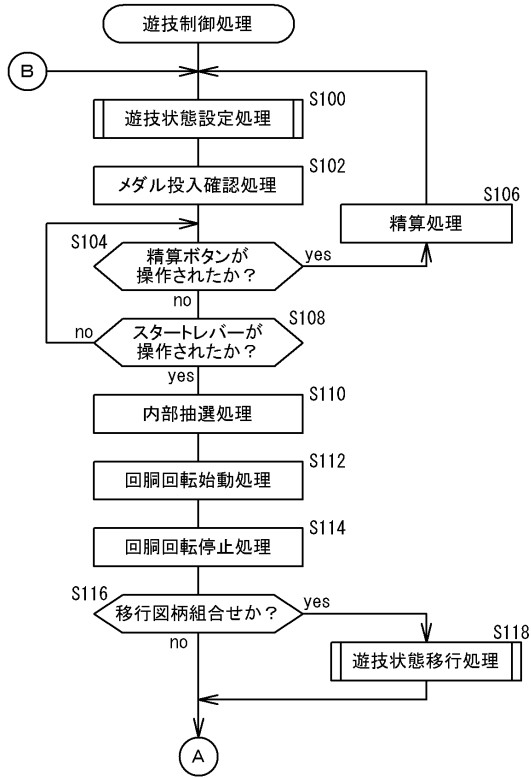 遊技制御処理
B
S100
遊技状態設定処理
S102
メダル投入確認処理
S106
精算処理
S104
精算ボタンが
操作されたか？
yes
no
S108
スタートレバーが
操作されたか？
no
yes
S110
内部抽選処理
S112
回胴回転始動処理
S114
回胴回転停止処理
S116
移行図柄組合せか？
yes
no
S118
遊技状態移行処理
A